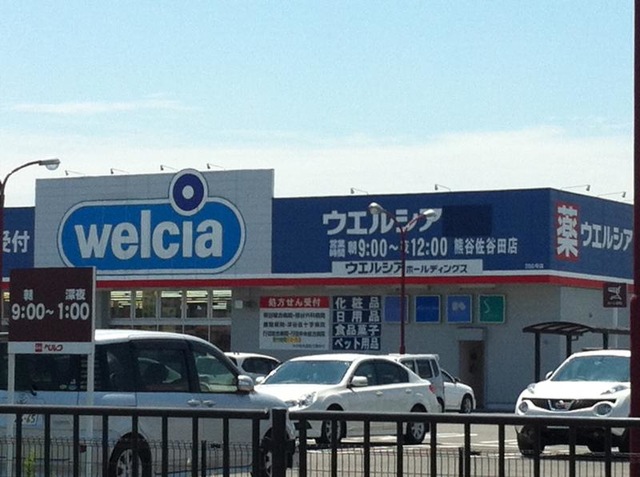 welcia
ウエルシア
営業時間 朝9:00～夜12:00 熊谷佐谷田店
ウエルシアホールディングス
薬 ウエルシア
受付
朝 深夜
9:00～1:00
ベルク
処方せん受付
化粧品
日用品
食品菓子
ペット用品